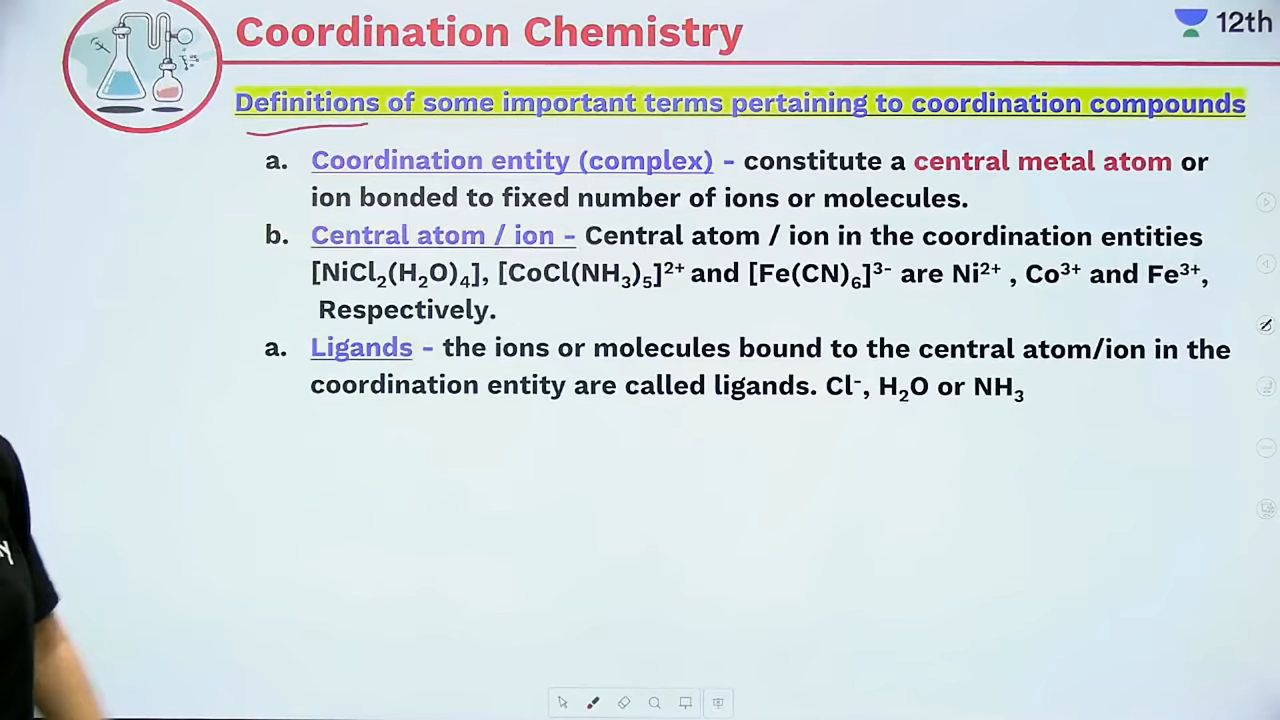 Coordination Chemistry
12th
Definitions of some important terms pertaining to coordination compounds
a. Coordination entity (complex) - constitute a central metal atom or
ion bonded to fixed number of ions or molecules.
b. Central atom / ion - Central atom / ion in the coordination entities
[NiCl₂(H₂O)₄], [CoCl(NH₃)₅]²⁺ and [Fe(CN)₆]³⁻ are Ni²⁺ , Co³⁺ and Fe³⁺,
Respectively.
a. Ligands - the ions or molecules bound to the central atom/ion in the
coordination entity are called ligands. Cl⁻, H₂O or NH₃